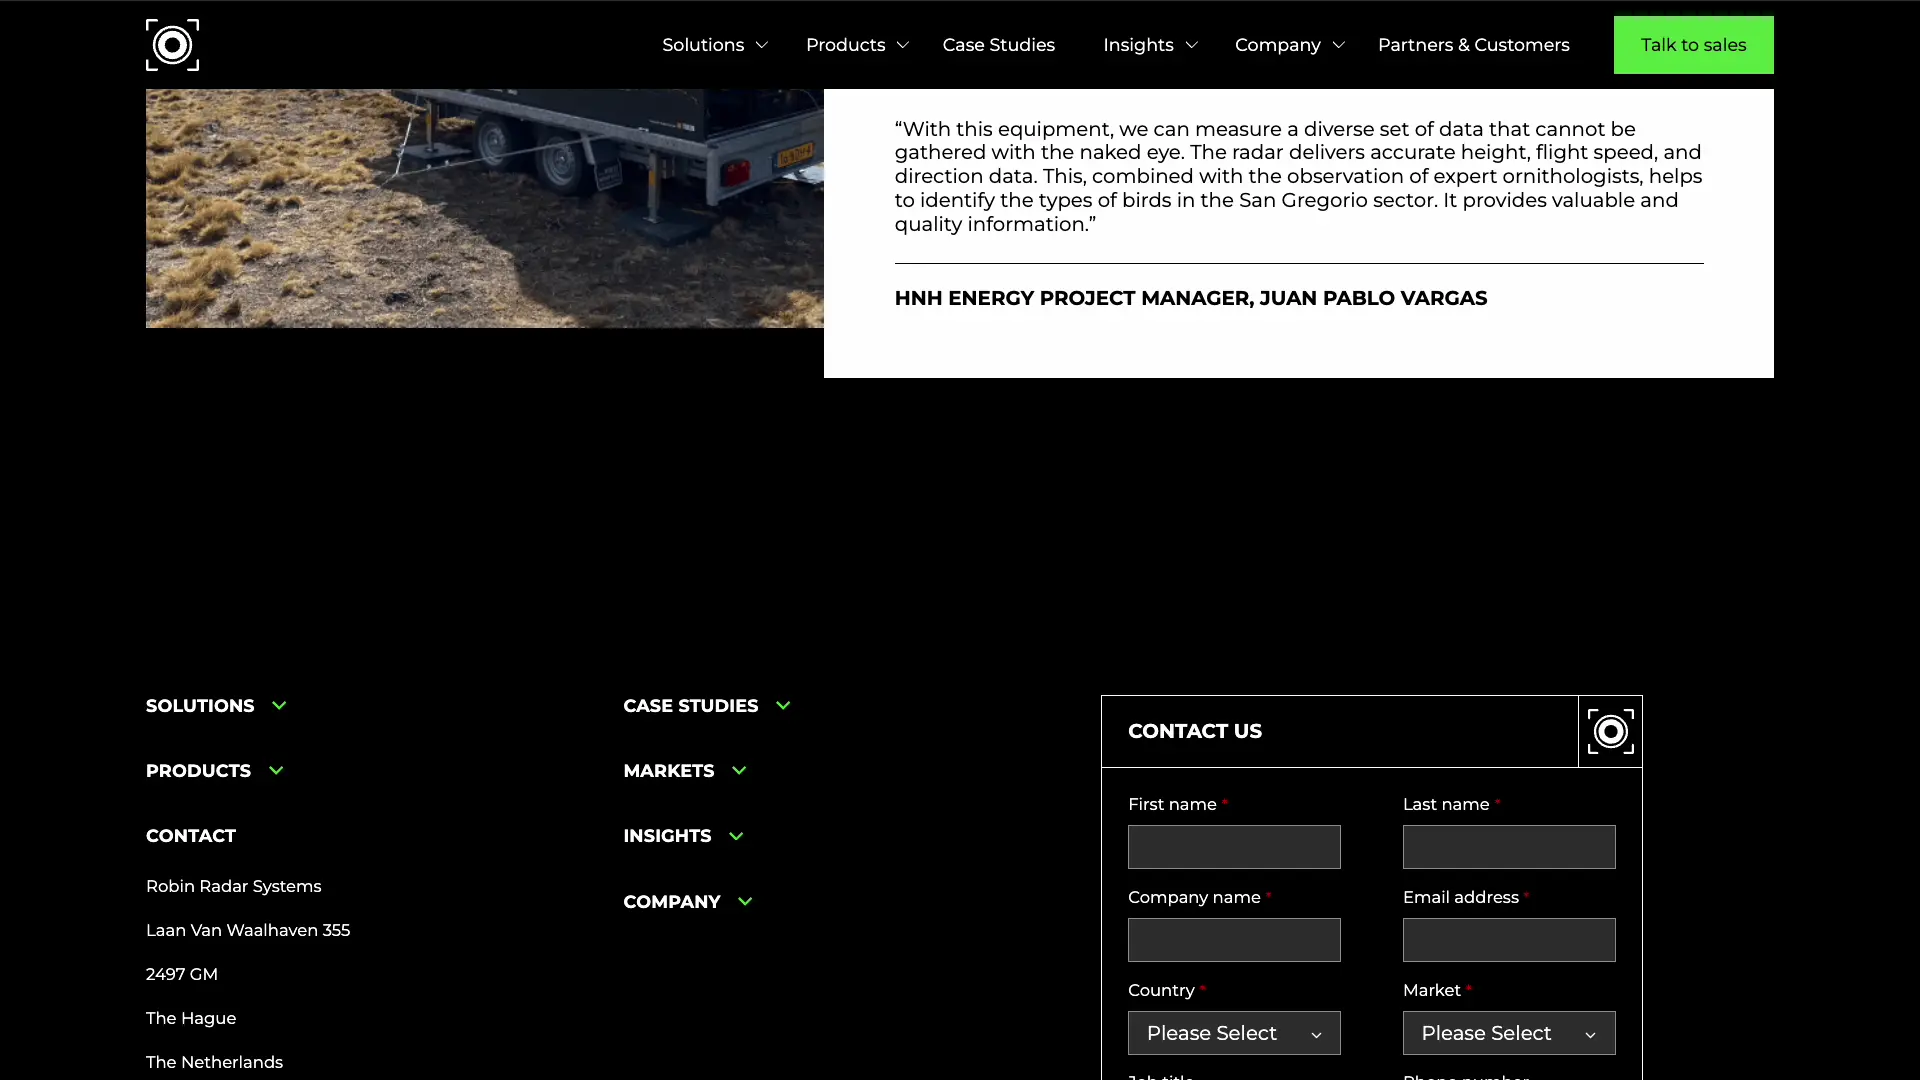 Solutions
Products
Case Studies
Insights
Company
Partners & Customers
Talk to sales
“With this equipment, we can measure a diverse set of data that cannot be
gathered with the naked eye. The radar delivers accurate height, flight speed, and
direction data. This, combined with the observation of expert ornithologists, helps
to identify the types of birds in the San Gregorio sector. It provides valuable and
quality information.”
HNH ENERGY PROJECT MANAGER, JUAN PABLO VARGAS
SOLUTIONS
PRODUCTS
CONTACT
Robin Radar Systems
Laan Van Waalhaven 355
2497 GM
The Hague
The Netherlands
CASE STUDIES
MARKETS
INSIGHTS
COMPANY
CONTACT US
First name *
Last name *
Company name *
Email address *
Country *
Market *
Please Select
Please Select
Job title
Phone number